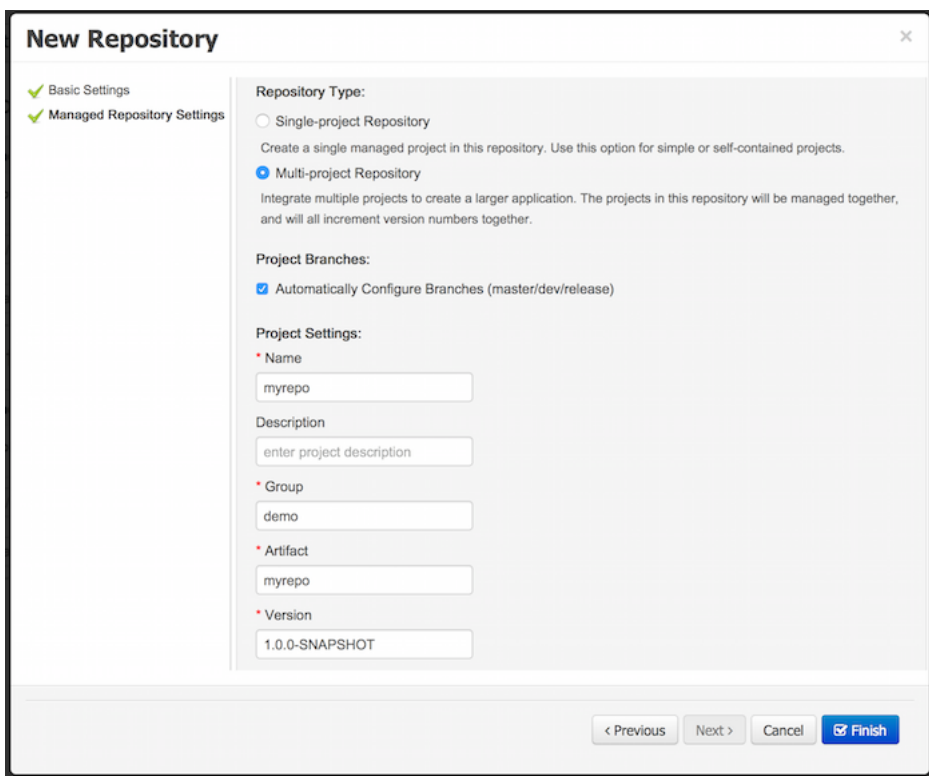 New Repository
×
Basic Settings
Managed Repository Settings
Repository Type:
Single-project Repository
Create a single managed project in this repository. Use this option for simple or self-contained projects.
Multi-project Repository
Integrate multiple projects to create a larger application. The projects in this repository will be managed together,
and will all increment version numbers together.
Project Branches:
Automatically Configure Branches (master/dev/release)
Project Settings:
* Name
myrepo
Description
enter project description
* Group
demo
* Artifact
myrepo
* Version
1.0.0-SNAPSHOT
< Previous
Next >
Cancel
Finish